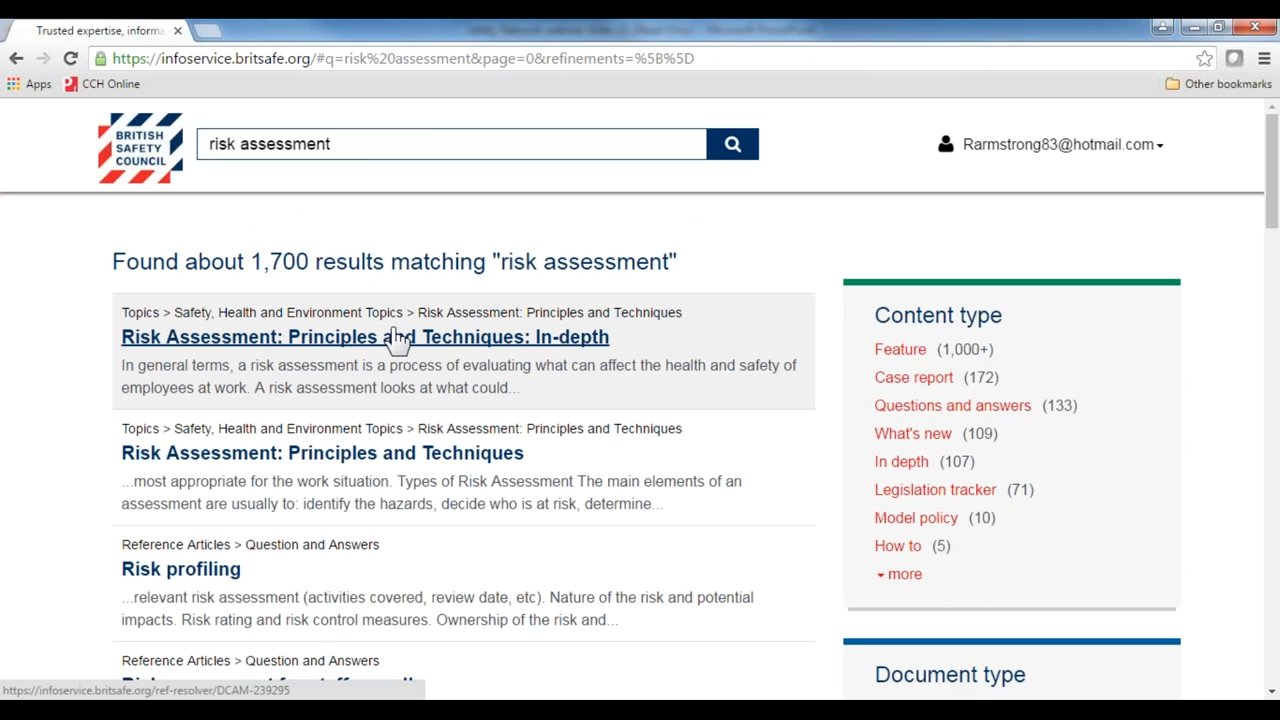 Trusted expertise, informa
https://infoservice.britsafe.org/#q=risk%20assessment&page=0&refinements=%5B%5D
Apps
CCH Online
Other bookmarks
BRITISH
SAFETY
COUNCIL
risk assessment
Rarmstrong83@hotmail.com
Found about 1,700 results matching "risk assessment"
Topics > Safety, Health and Environment Topics > Risk Assessment: Principles and Techniques
Risk Assessment: Principles and Techniques: In-depth
In general terms, a risk assessment is a process of evaluating what can affect the health and safety of
employees at work. A risk assessment looks at what could...
Topics > Safety, Health and Environment Topics > Risk Assessment: Principles and Techniques
Risk Assessment: Principles and Techniques
...most appropriate for the work situation. Types of Risk Assessment The main elements of an
assessment are usually to: identify the hazards, decide who is at risk, determine...
Reference Articles > Question and Answers
Risk profiling
...relevant risk assessment (activities covered, review date, etc). Nature of the risk and potential
impacts. Risk rating and risk control measures. Ownership of the risk and...
Reference Articles > Question and Answers
https://infoservice.britsafe.org/ref-resolver/DCAM-239295
Content type
Feature (1,000+)
Case report (172)
Questions and answers (133)
What's new (109)
In depth (107)
Legislation tracker (71)
Model policy (10)
How to (5)
more
Document type